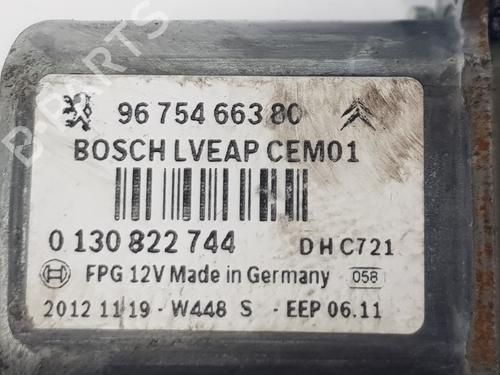 96 754 663 80
BOSCH LVEAP CEM01
0 130 822 744 DHC721
FPG 12V Made in Germany 058
2012 11 19 - W448 S - EEP 06.11
B-PARTS